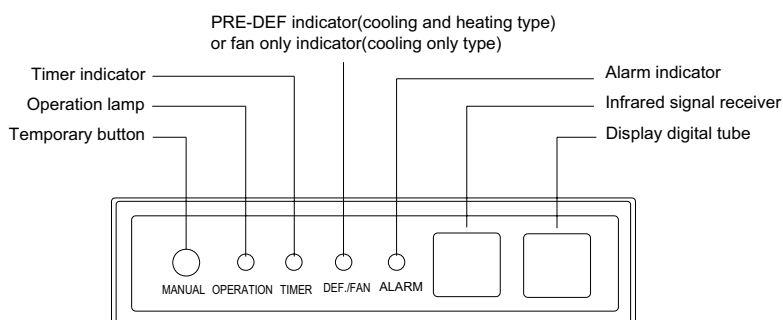 PRE-DEF indicator(cooling and heating type)
or fan only indicator(cooling only type)
Timer indicator
Alarm indicator
Operation lamp
Infrared signal receiver
Temporary button
Display digital tube
MANUAL OPERATION TIMER DEF./FAN ALARM